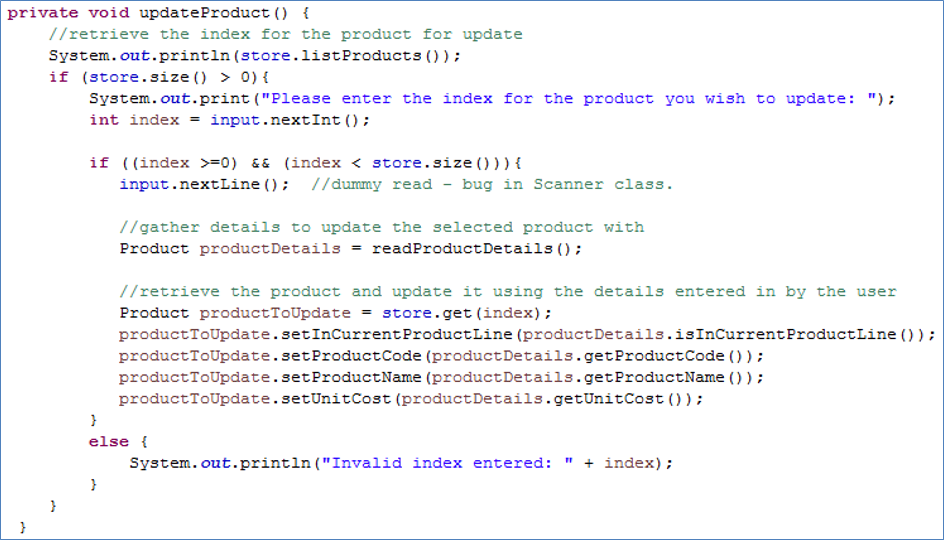 private void updateProduct() {
    //retrieve the index for the product for update
    System.out.println(store.listProducts());
    if (store.size() > 0){
        System.out.print("Please enter the index for the product you wish to update: ");
        int index = input.nextInt();

        if ((index >=0) && (index < store.size())){
           input.nextLine();  //dummy read - bug in Scanner class.

           //gather details to update the selected product with
           Product productDetails = readProductDetails();

           //retrieve the product and update it using the details entered in by the user
           Product productToUpdate = store.get(index);
           productToUpdate.setInCurrentProductLine(productDetails.isInCurrentProductLine());
           productToUpdate.setProductCode(productDetails.getProductCode());
           productToUpdate.setProductName(productDetails.getProductName());
           productToUpdate.setUnitCost(productDetails.getUnitCost());
        }
        else {
            System.out.println("Invalid index entered: " + index);
        }
    }
 }